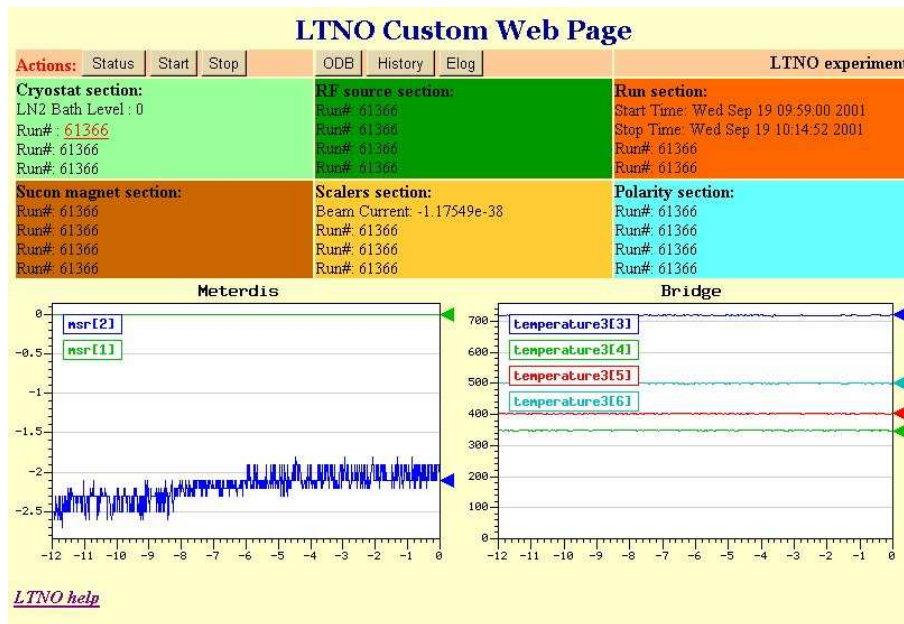 LTNO Custom Web Page
Actions: Status Start Stop ODB History Elog LTNO experiment
Cryostat section:
LN2 Bath Level : 0
Run# : 61366
Run#: 61366
Run#: 61366
RF source section:
Run#: 61366
Run#: 61366
Run#: 61366
Run#: 61366
Run section:
Start Time: Wed Sep 19 09:59:00 2001
Stop Time: Wed Sep 19 10:14:52 2001
Run#: 61366
Run#: 61366
Sucon magnet section:
Run#: 61366
Run#: 61366
Run#: 61366
Run#: 61366
Scalers section:
Beam Current: -1.17549e-38
Run#: 61366
Run#: 61366
Run#: 61366
Polarity section:
Run#: 61366
Run#: 61366
Run#: 61366
Run#: 61366
Meterdis
0
-0.5
-1
-1.5
-2
-2.5
msr[2]
msr[1]
-12 -11 -10 -9 -8 -7 -6 -5 -4 -3 -2 -1 0
Bridge
700
600
500
400
300
200
100
0
temperature3[3]
temperature3[4]
temperature3[5]
temperature3[6]
-12 -11 -10 -9 -8 -7 -6 -5 -4 -3 -2 -1 0
LTNO help